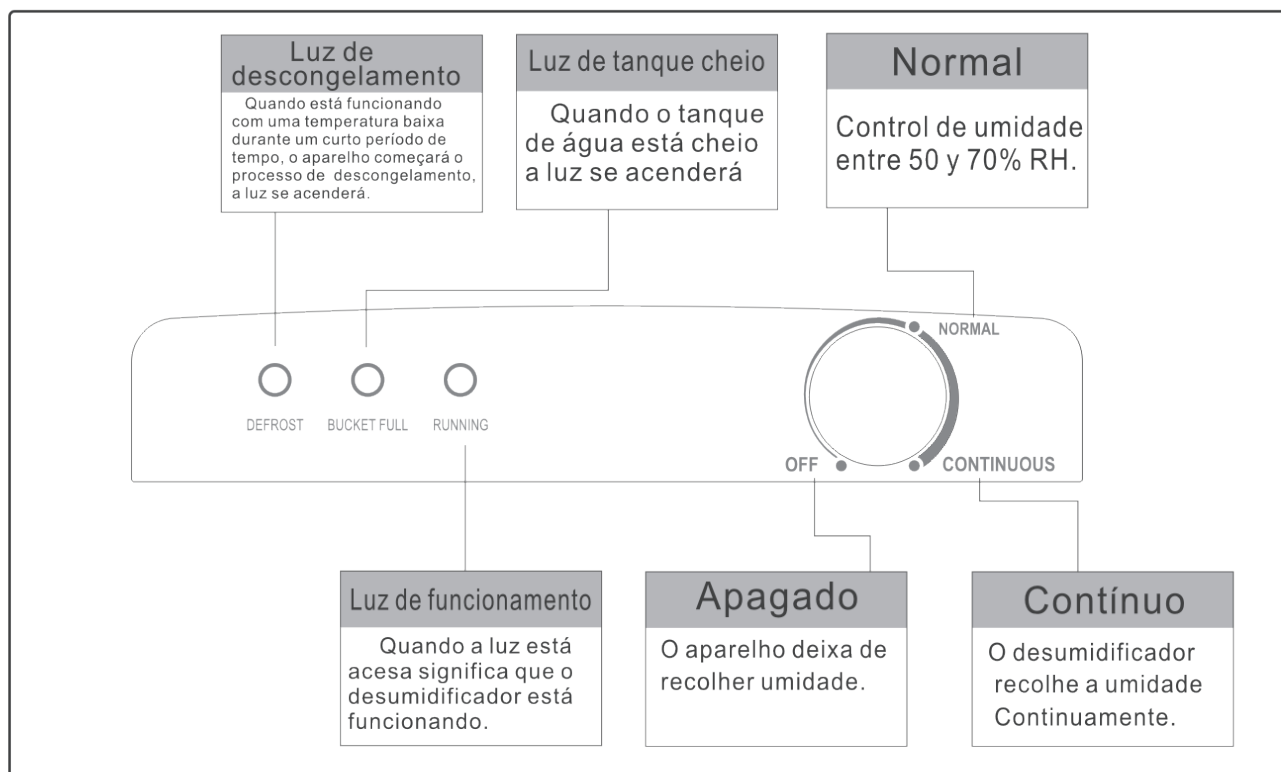 Luz de
descongelamento
Quando está funcionando
com uma temperatura baixa
durante um curto período de
tempo, o aparelho começará o
processo de descongelamento,
a luz se acenderá.
Luz de tanque cheio
Quando o tanque
de água está cheio
a luz se acenderá
Normal
Control de umidade
entre 50 y 70% RH.
NORMAL
DEFROST
BUCKET FULL
RUNNING
OFF
CONTINUOUS
Luz de funcionamento
Quando a luz está
acesa significa que o
desumidificador está
funcionando.
Apagado
O aparelho deixa de
recolher umidade.
Contínuo
O desumidificador
recolhe a umidade
Continuamente.